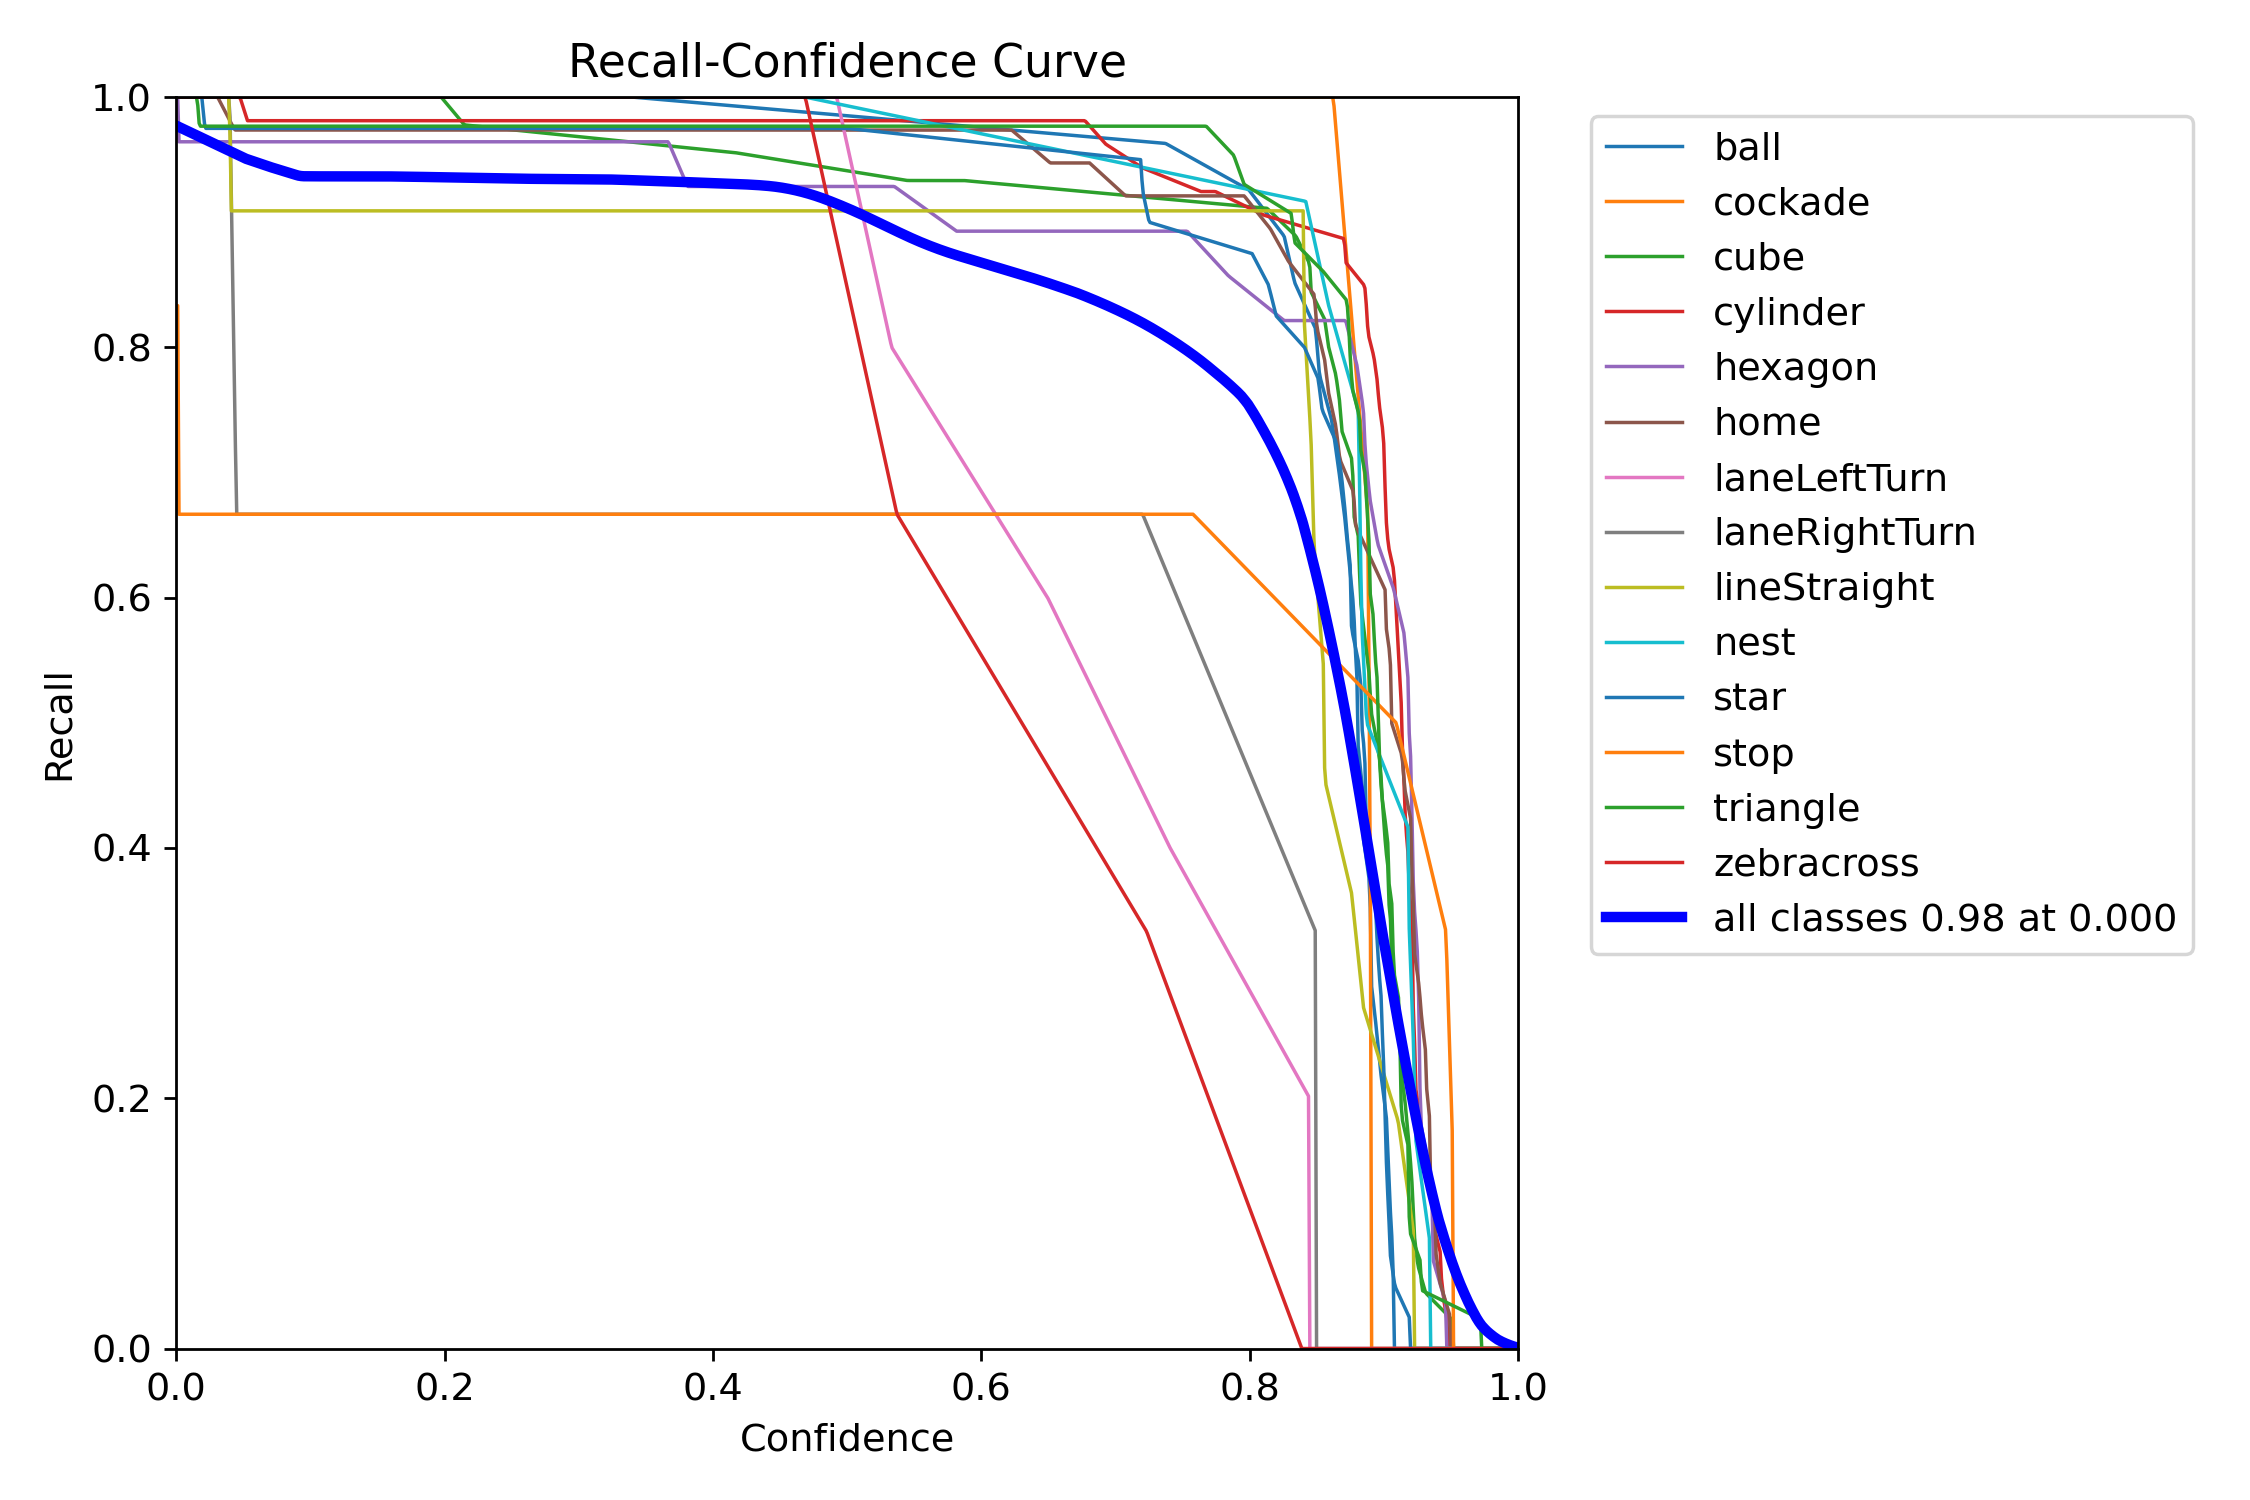 Recall-Confidence Curve
1.0
0.8
0.6
0.4
0.2
0.0
Recall
0.0 0.2 0.4 0.6 0.8 1.0
Confidence
ball
cockade
cube
cylinder
hexagon
home
laneLeftTurn
laneRightTurn
lineStraight
nest
star
stop
triangle
zebracross
all classes 0.98 at 0.000